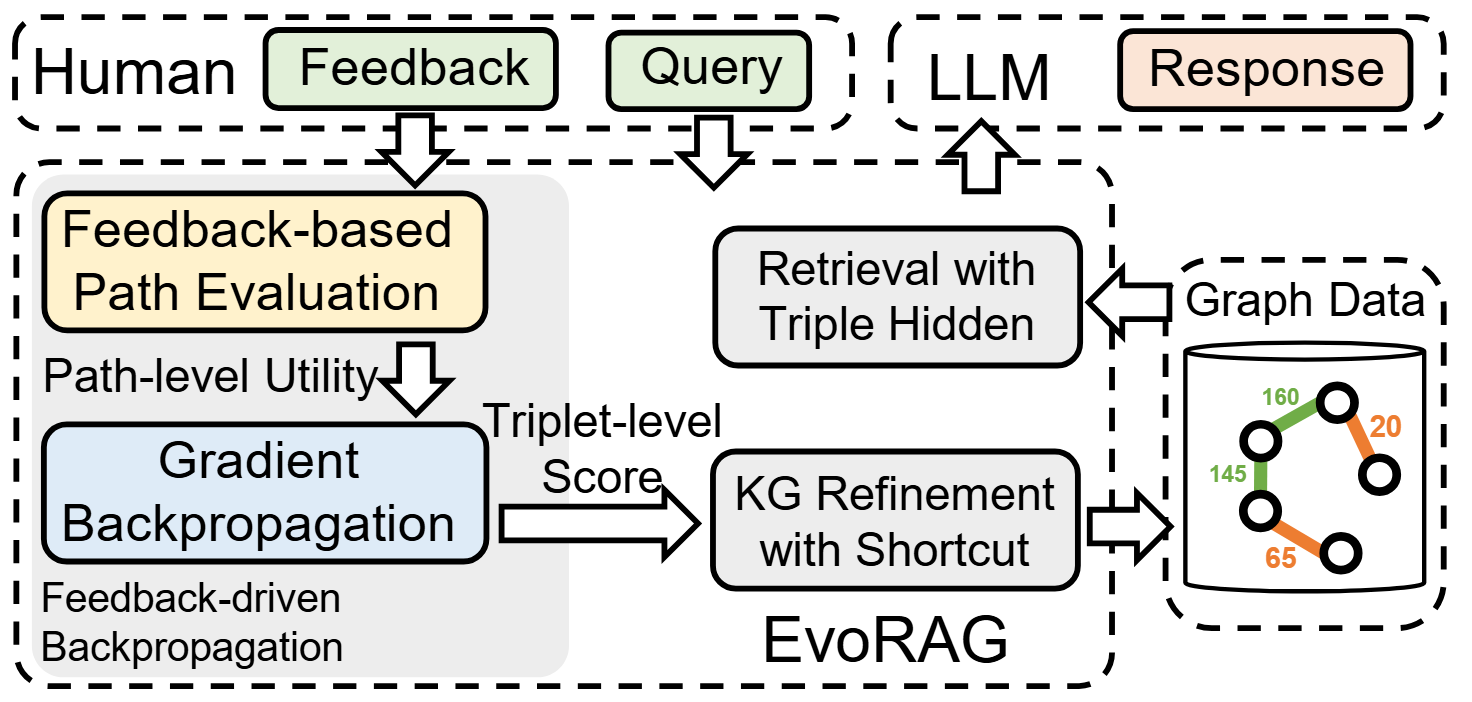 Human
Feedback
Query
LLM
Response
Feedback-based
Path Evaluation
Path-level Utility
Gradient
Backpropagation
Feedback-driven
Backpropagation
Triplet-level
Score
Retrieval with
Triple Hidden
KG Refinement
with Shortcut
EvoRAG
Graph Data
160
20
145
65